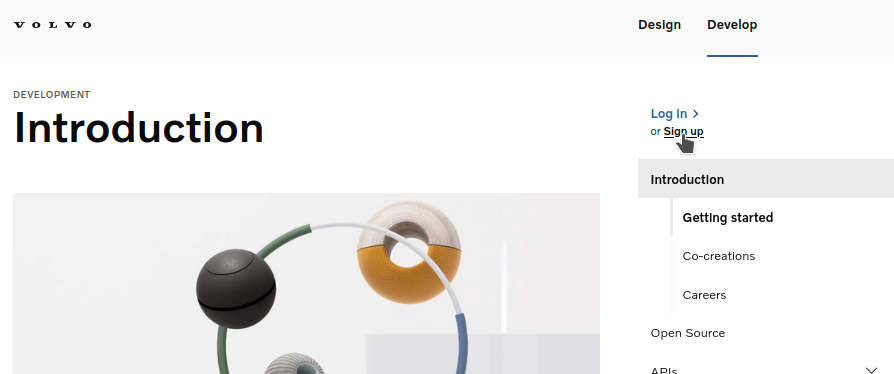 VOLVO
Design
Develop
DEVELOPMENT
Introduction
Log In
or Sign up
Introduction
Getting started
Co-creations
Careers
Open Source
APIs